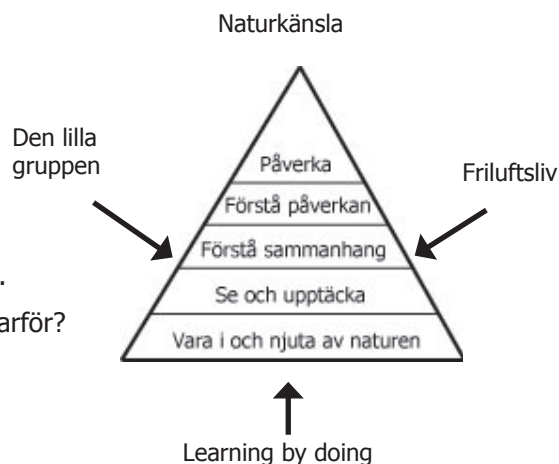 Naturkänsla
Den lilla
gruppen
Friluftsliv
Påverka
Förstå påverkan
Förstå sammanhang
Se och upptäcka
Vara i och njuta av naturen
.
arför?
Learning by doing